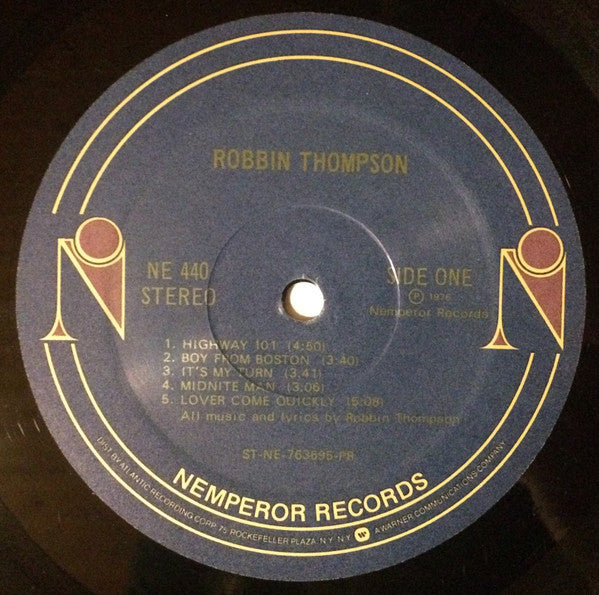 ROBBIN THOMPSON
NE 440
STEREO
SIDE ONE
℗ 1976
Nemperor Records
1. HIGHWAY 101 (4:50)
2. BOY FROM BOSTON (3:40)
3. IT'S MY TURN (3:41)
4. MIDNITE MAN (3:06)
5. LOVER COME QUICKLY (5:08)
All music and lyrics by Robbin Thompson
ST-NE-763695-PR
NEMPEROR RECORDS
DIST. BY ATLANTIC RECORDING CORP. 75 ROCKEFELLER PLAZA, N.Y. N.Y. W A WARNER COMMUNICATIONS COMPANY